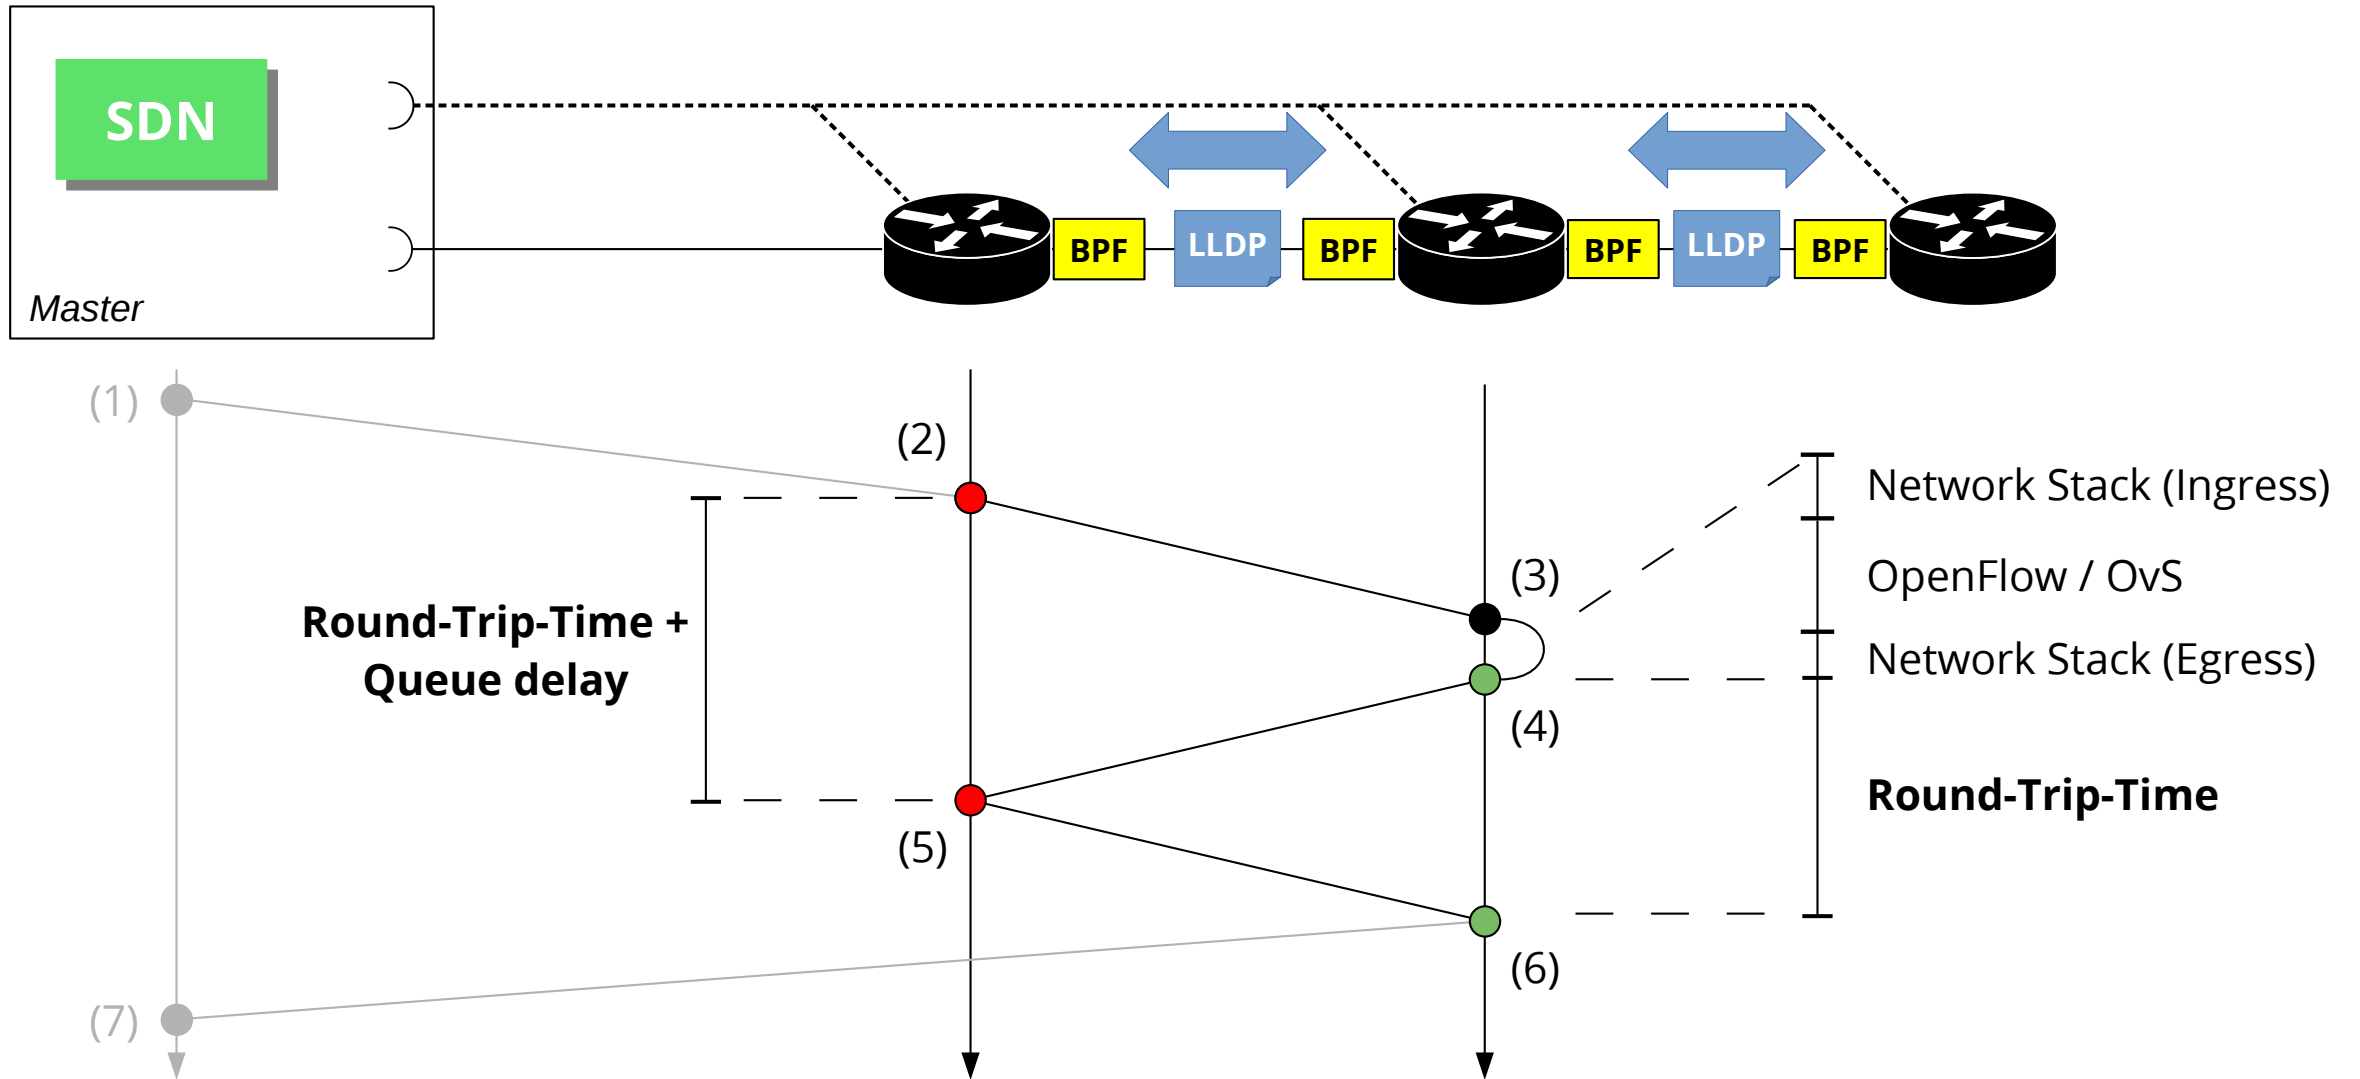 SDN
Master
BPF
LLDP
BPF
BPF
LLDP
BPF
(1)
(2)
Network Stack (Ingress)
(3)
OpenFlow / OvS
Round-Trip-Time +
Queue delay
Network Stack (Egress)
(4)
Round-Trip-Time
(5)
(6)
(7)